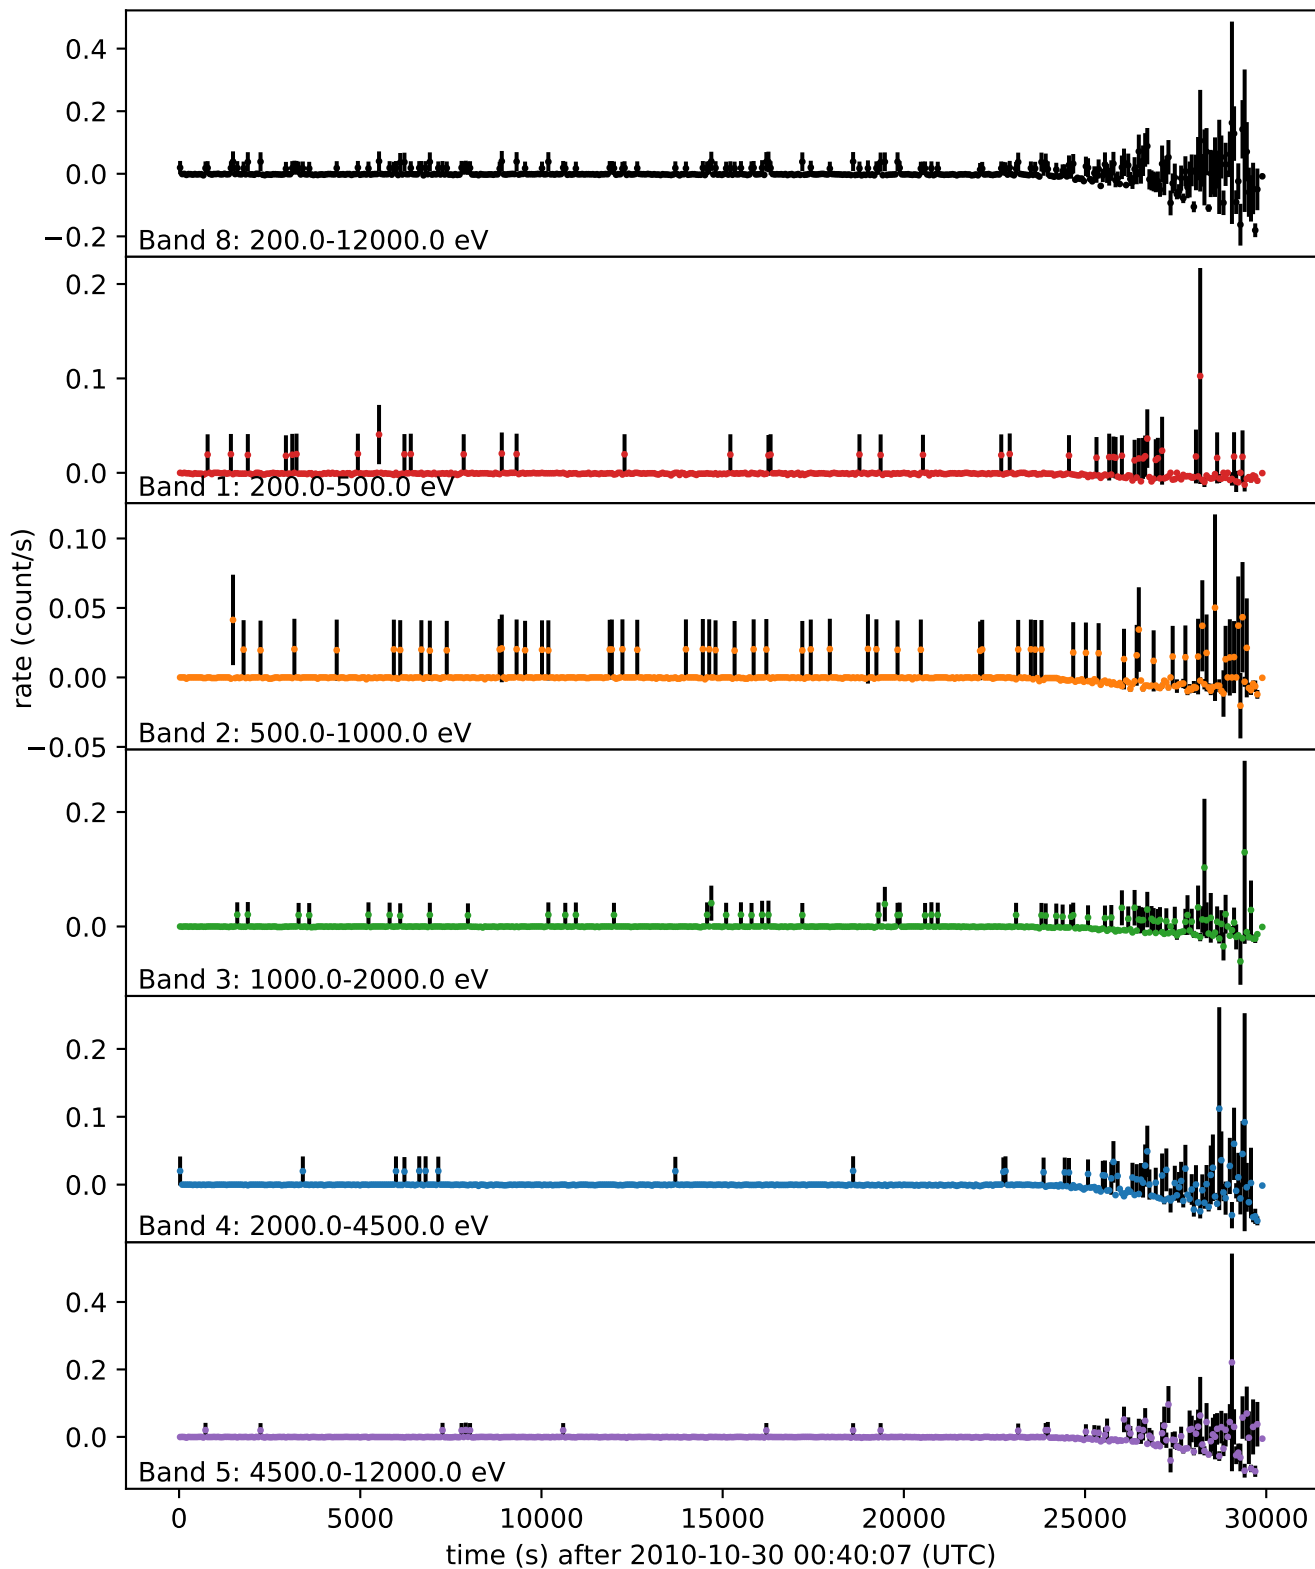 0.4
0.2
0.0
−0.2
Band 8: 200.0-12000.0 eV
0.2
0.1
0.0
Band 1: 200.0-500.0 eV
rate (count/s)
0.10
0.05
0.00
−0.05
Band 2: 500.0-1000.0 eV
0.2
0.0
Band 3: 1000.0-2000.0 eV
0.2
0.1
0.0
Band 4: 2000.0-4500.0 eV
0.4
0.2
0.0
Band 5: 4500.0-12000.0 eV
0 5000 10000 15000 20000 25000 30000
time (s) after 2010-10-30 00:40:07 (UTC)